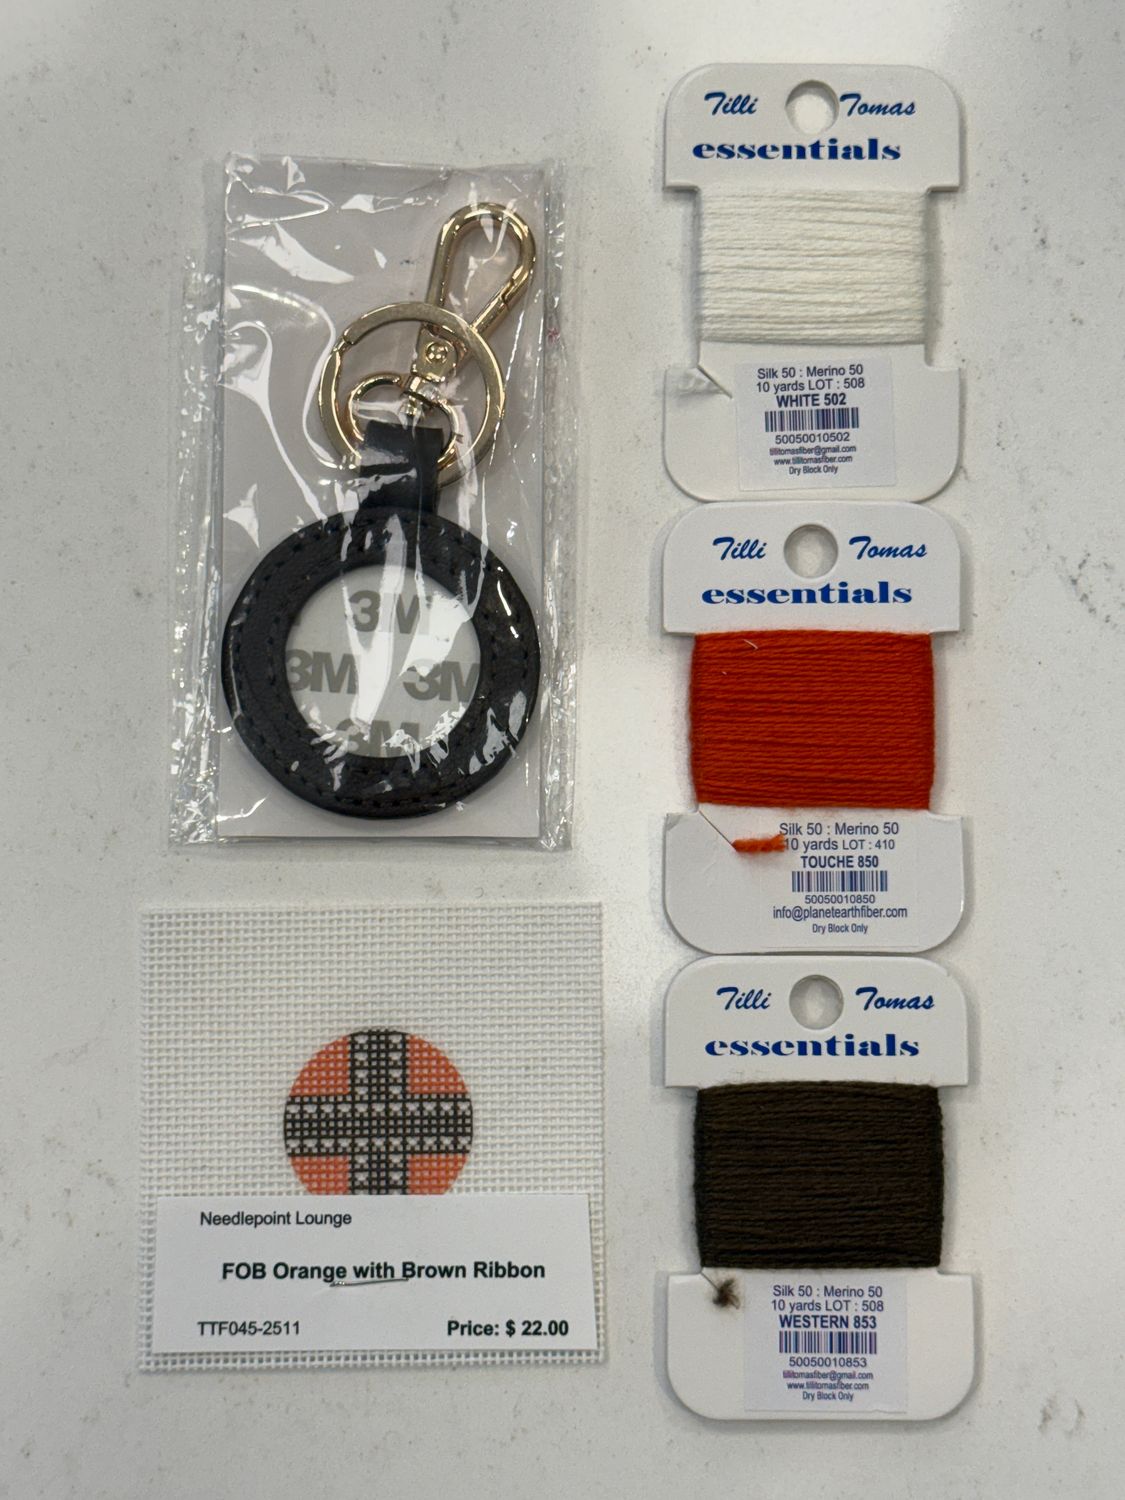 Tilli Tomas
essentials
Silk 50 : Merino 50
10 yards LOT : 508
WHITE 502
50050010502
tillitomasfiber@gmail.com
www.tillitomasfiber.com
Dry Block Only
3M
3M 3M
3M
Tilli Tomas
essentials
Silk 50 : Merino 50
10 yards LOT : 410
TOUCHE 850
50050010850
info@planetearthfiber.com
Dry Block Only
Needlepoint Lounge
FOB Orange with Brown Ribbon
TTF045-2511 Price: $ 22.00
Tilli Tomas
essentials
Silk 50 : Merino 50
10 yards LOT : 508
WESTERN 853
50050010853
tillitomasfiber@gmail.com
www.tillitomasfiber.com
Dry Block Only